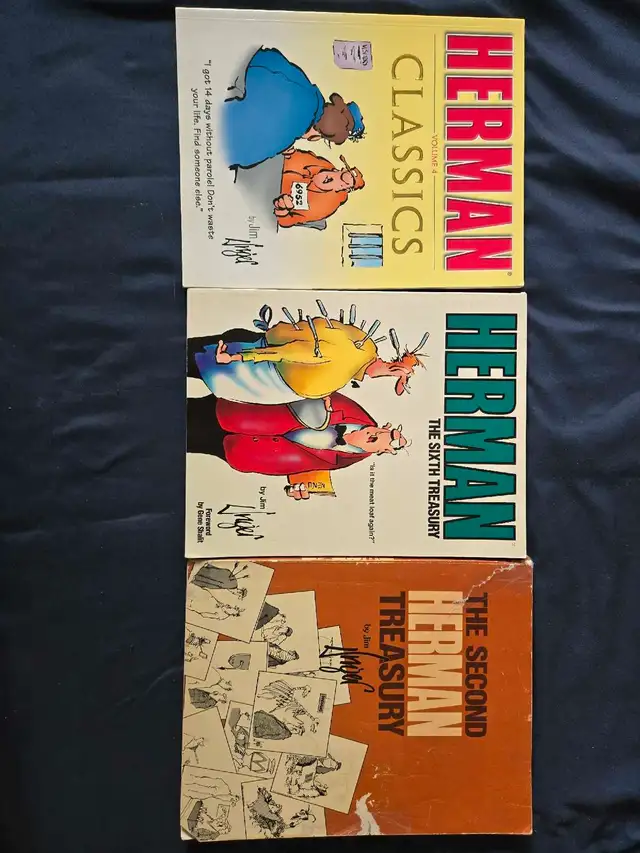 HERMAN®
VOLUME 4
CLASSICS
6952
by Jim
Unger
"I got 14 days without parole! Don't waste
your life. Find someone else."
HERMAN
THE SIXTH TREASURY
"Is it the meat loaf again?"
by Jim
Unger
Foreword
by Gene Shalit
THE SECOND
HERMAN
TREASURY
by Jim
Unger